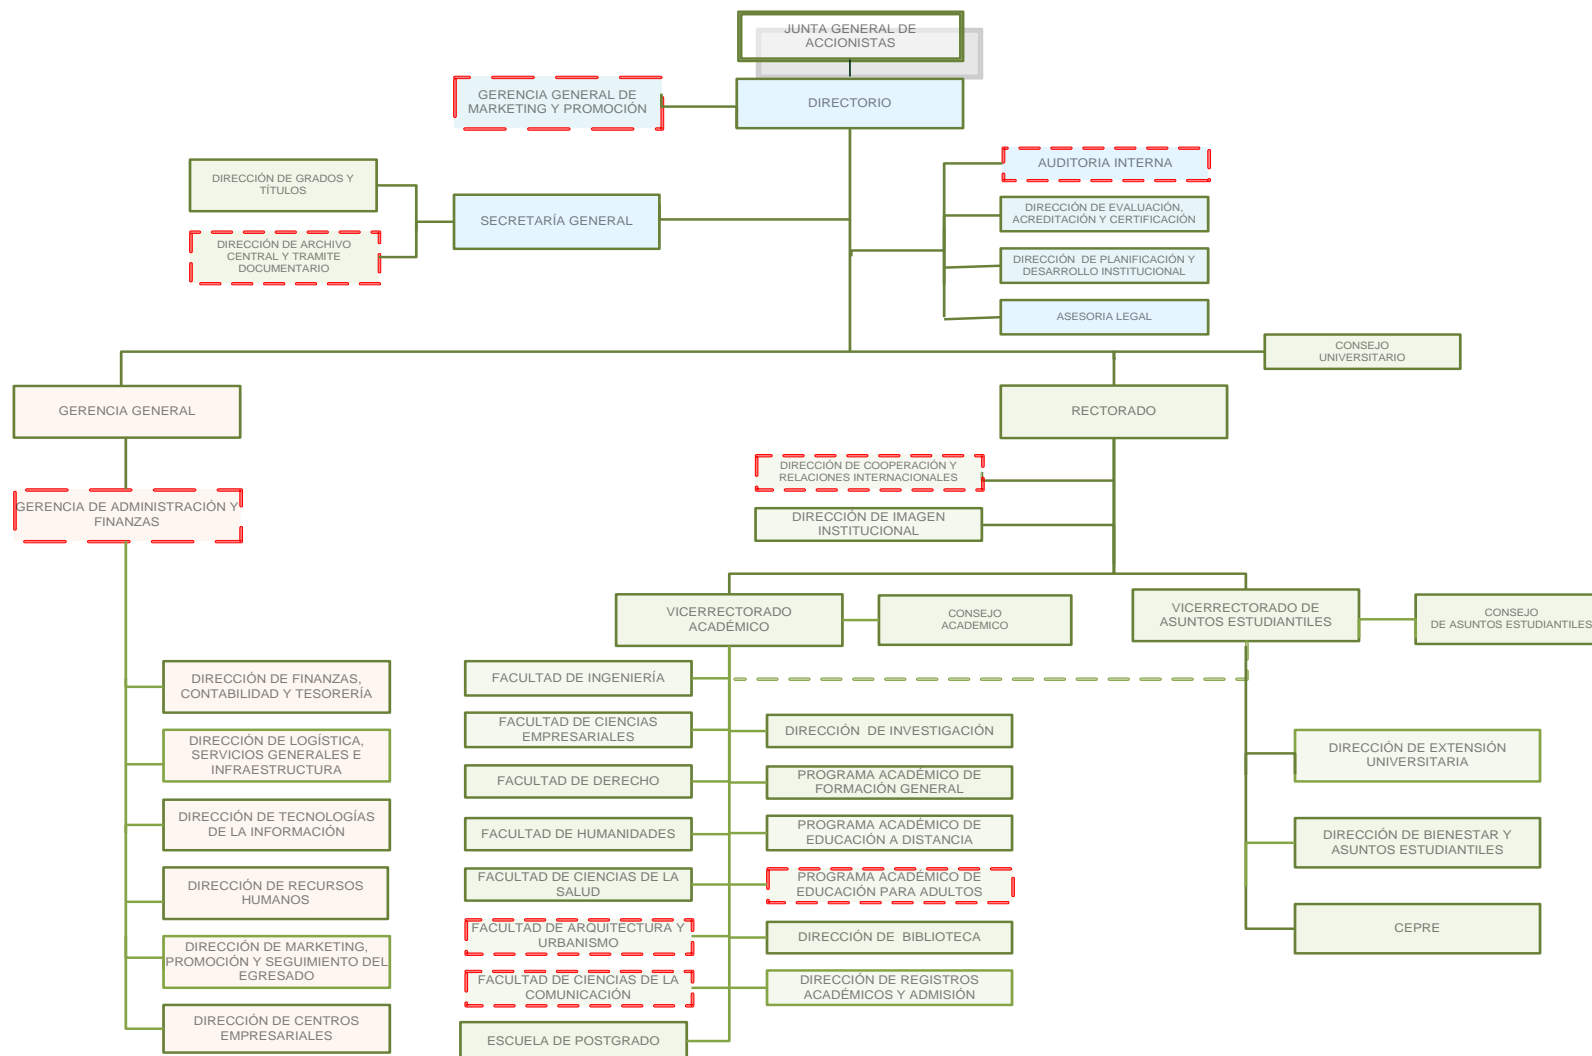 JUNTA GENERAL DE
ACCIONISTAS
GERENCIA GENERAL DE
MARKETING Y PROMOCIÓN
DIRECTORIO
AUDITORIA INTERNA
DIRECCIÓN DE GRADOS Y
TÍTULOS
SECRETARÍA GENERAL
DIRECCIÓN DE EVALUACIÓN,
ACREDITACIÓN Y CERTIFICACIÓN
DIRECCIÓN DE ARCHIVO
CENTRAL Y TRAMITE
DOCUMENTARIO
DIRECCIÓN DE PLANIFICACIÓN Y
DESARROLLO INSTITUCIONAL
ASESORIA LEGAL
CONSEJO
UNIVERSITARIO
GERENCIA GENERAL
RECTORADO
DIRECCIÓN DE COOPERACIÓN Y
RELACIONES INTERNACIONALES
GERENCIA DE ADMINISTRACIÓN Y
FINANZAS
DIRECCIÓN DE IMAGEN
INSTITUCIONAL
VICERRECTORADO
ACADÉMICO
CONSEJO
ACADEMICO
VICERRECTORADO DE
ASUNTOS ESTUDIANTILES
CONSEJO
DE ASUNTOS ESTUDIANTILES
DIRECCIÓN DE FINANZAS,
CONTABILIDAD Y TESORERÍA
DIRECCIÓN DE LOGÍSTICA,
SERVICIOS GENERALES E
INFRAESTRUCTURA
DIRECCIÓN DE TECNOLOGÍAS
DE LA INFORMACIÓN
DIRECCIÓN DE RECURSOS
HUMANOS
DIRECCIÓN DE MARKETING,
PROMOCIÓN Y SEGUIMIENTO DEL
EGRESADO
DIRECCIÓN DE CENTROS
EMPRESARIALES
FACULTAD DE INGENIERÍA
FACULTAD DE CIENCIAS
EMPRESARIALES
FACULTAD DE DERECHO
FACULTAD DE HUMANIDADES
FACULTAD DE CIENCIAS DE LA
SALUD
FACULTAD DE ARQUITECTURA Y
URBANISMO
FACULTAD DE CIENCIAS DE LA
COMUNICACIÓN
ESCUELA DE POSTGRADO
DIRECCIÓN DE INVESTIGACIÓN
PROGRAMA ACADÉMICO DE
FORMACIÓN GENERAL
PROGRAMA ACADÉMICO DE
EDUCACIÓN A DISTANCIA
PROGRAMA ACADÉMICO DE
EDUCACIÓN PARA ADULTOS
DIRECCIÓN DE BIBLIOTECA
DIRECCIÓN DE REGISTROS
ACADÉMICOS Y ADMISIÓN
DIRECCIÓN DE EXTENSIÓN
UNIVERSITARIA
DIRECCIÓN DE BIENESTAR Y
ASUNTOS ESTUDIANTILES
CEPRE